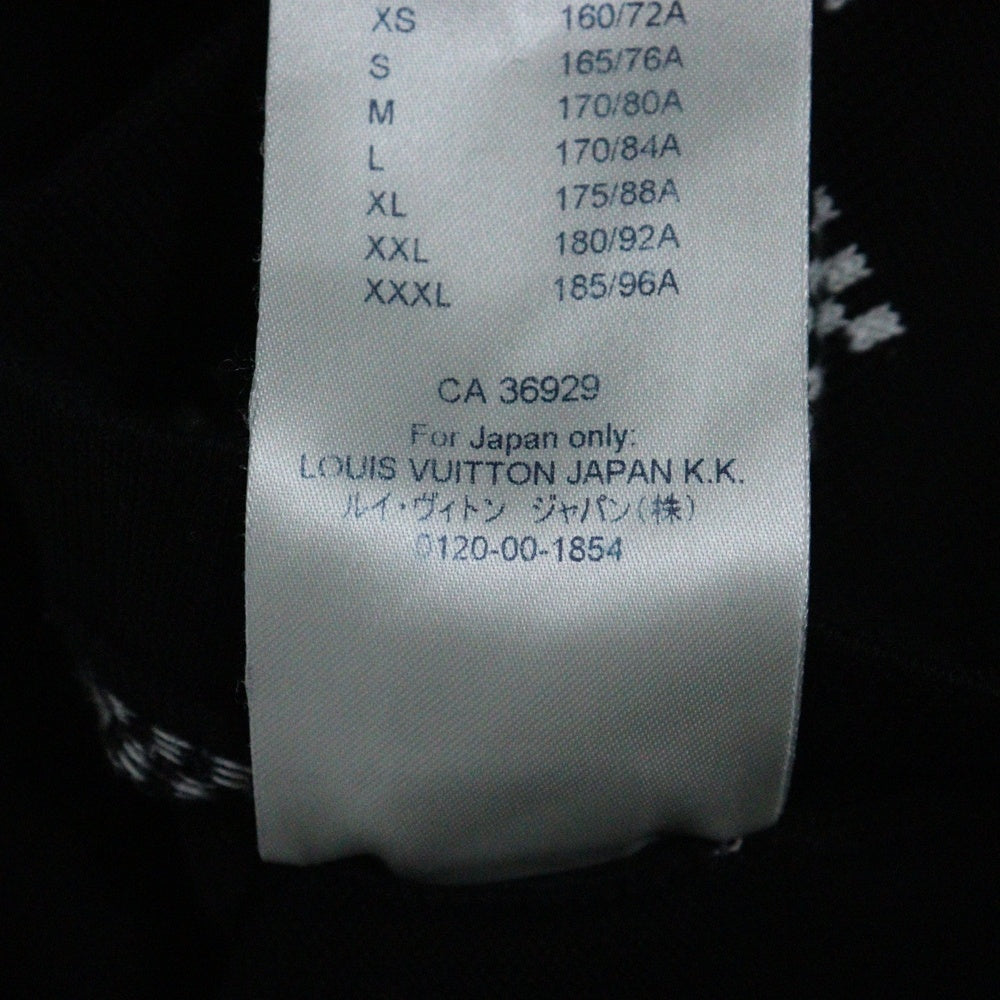 XS 160/72A
S 165/76A
M 170/80A
L 170/84A
XL 175/88A
XXL 180/92A
XXXL 185/96A
CA 36929
For Japan only:
LOUIS VUITTON JAPAN K.K.
ルイ・ヴィトン ジャパン(株)
0120-00-1854